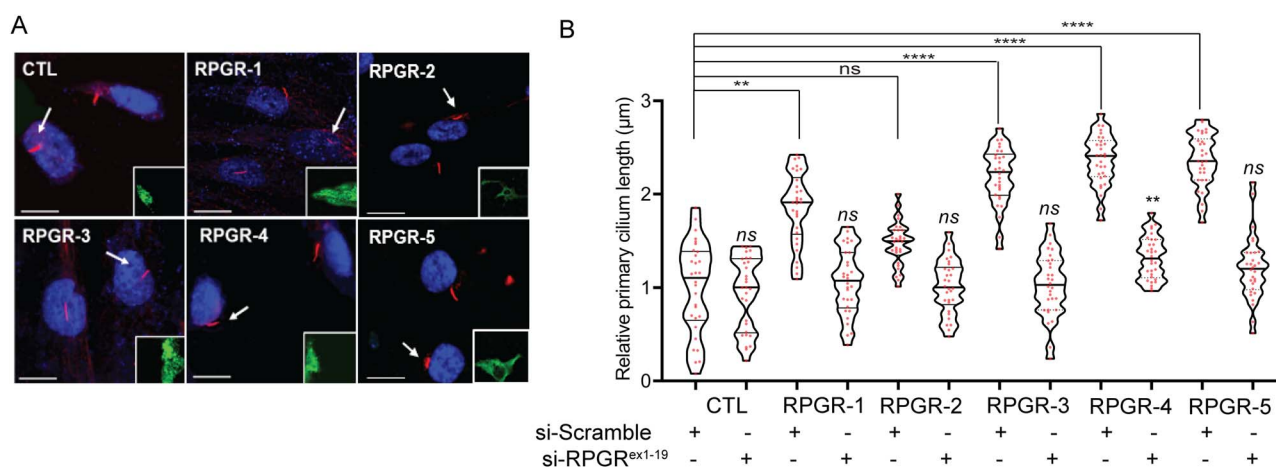 A
CTL
RPGR-1
RPGR-2
RPGR-3
RPGR-4
RPGR-5
B
****
****
****
ns
**
Relative primary cilium length (µm)
3
2
1
0
ns
ns
ns
ns
**
ns
CTL RPGR-1 RPGR-2 RPGR-3 RPGR-4 RPGR-5
si-Scramble + - + - + - + - + - + -
si-RPGRex1-19 - + - + - + - + - + - +